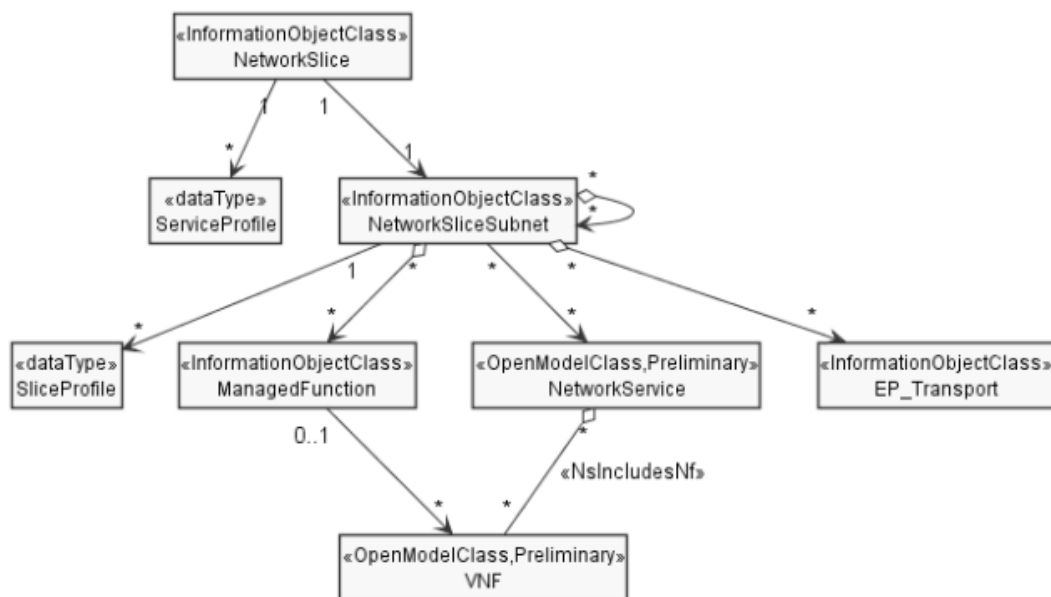 «InformationObjectClass»
NetworkSlice
1
1
*
1
«dataType»
ServiceProfile
«InformationObjectClass»
NetworkSliceSubnet
*
*
1
*
*
*
*
*
*
*
«dataType»
SliceProfile
«InformationObjectClass»
ManagedFunction
«OpenModelClass,Preliminary»
NetworkService
«InformationObjectClass»
EP_Transport
0..1
*
«NsIncludesNf»
*
*
«OpenModelClass,Preliminary»
VNF